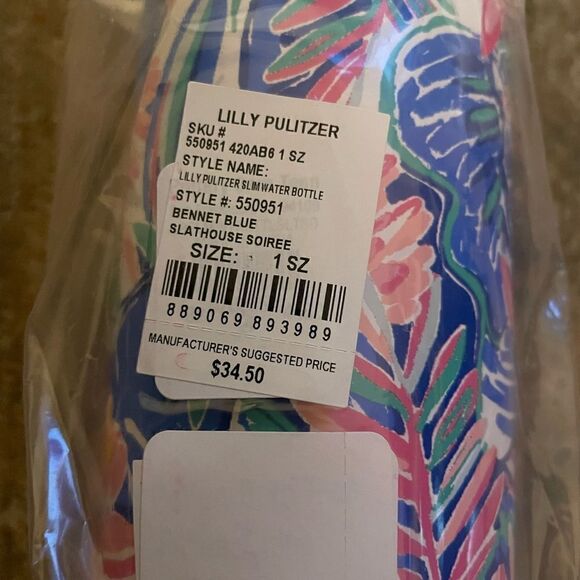 LILLY PULITZER
SKU #
550951 420AB6 1 SZ
STYLE NAME:
LILLY PULITZER SLIM WATER BOTTLE
STYLE #: 550951
BENNET BLUE
SLATHOUSE SOIREE
SIZE: 1 SZ
889069 893989
MANUFACTURER'S SUGGESTED PRICE
$34.50